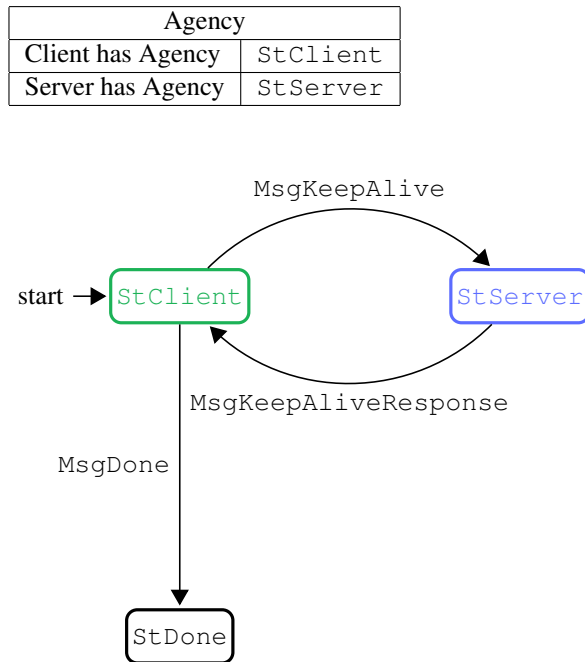 Agency
Client has Agency StClient
Server has Agency StServer
MsgKeepAlive
start StClient StServer
MsgKeepAliveResponse
MsgDone
StDone